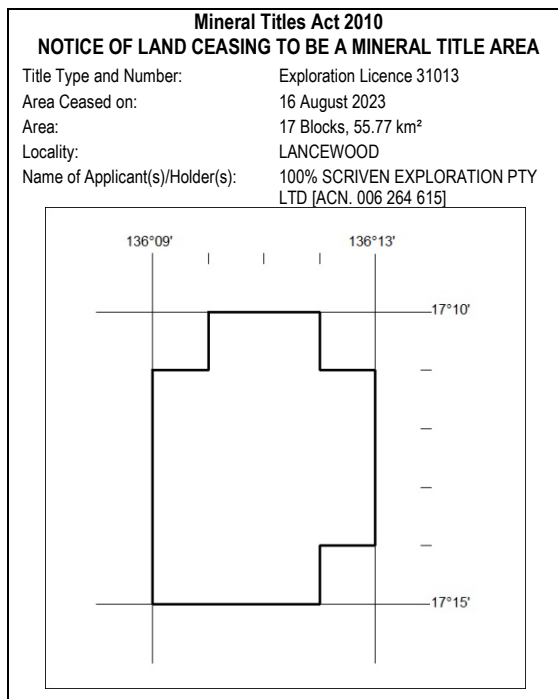 Mineral Titles Act 2010
NOTICE OF LAND CEASING TO BE A MINERAL TITLE AREA
Title Type and Number: Exploration Licence 31013
Area Ceased on: 16 August 2023
Area: 17 Blocks, 55.77 km²
Locality: LANCEWOOD
Name of Applicant(s)/Holder(s): 100% SCRIVEN EXPLORATION PTY
LTD [ACN. 006 264 615]
136°09' 136°13'
17°10'
17°15'